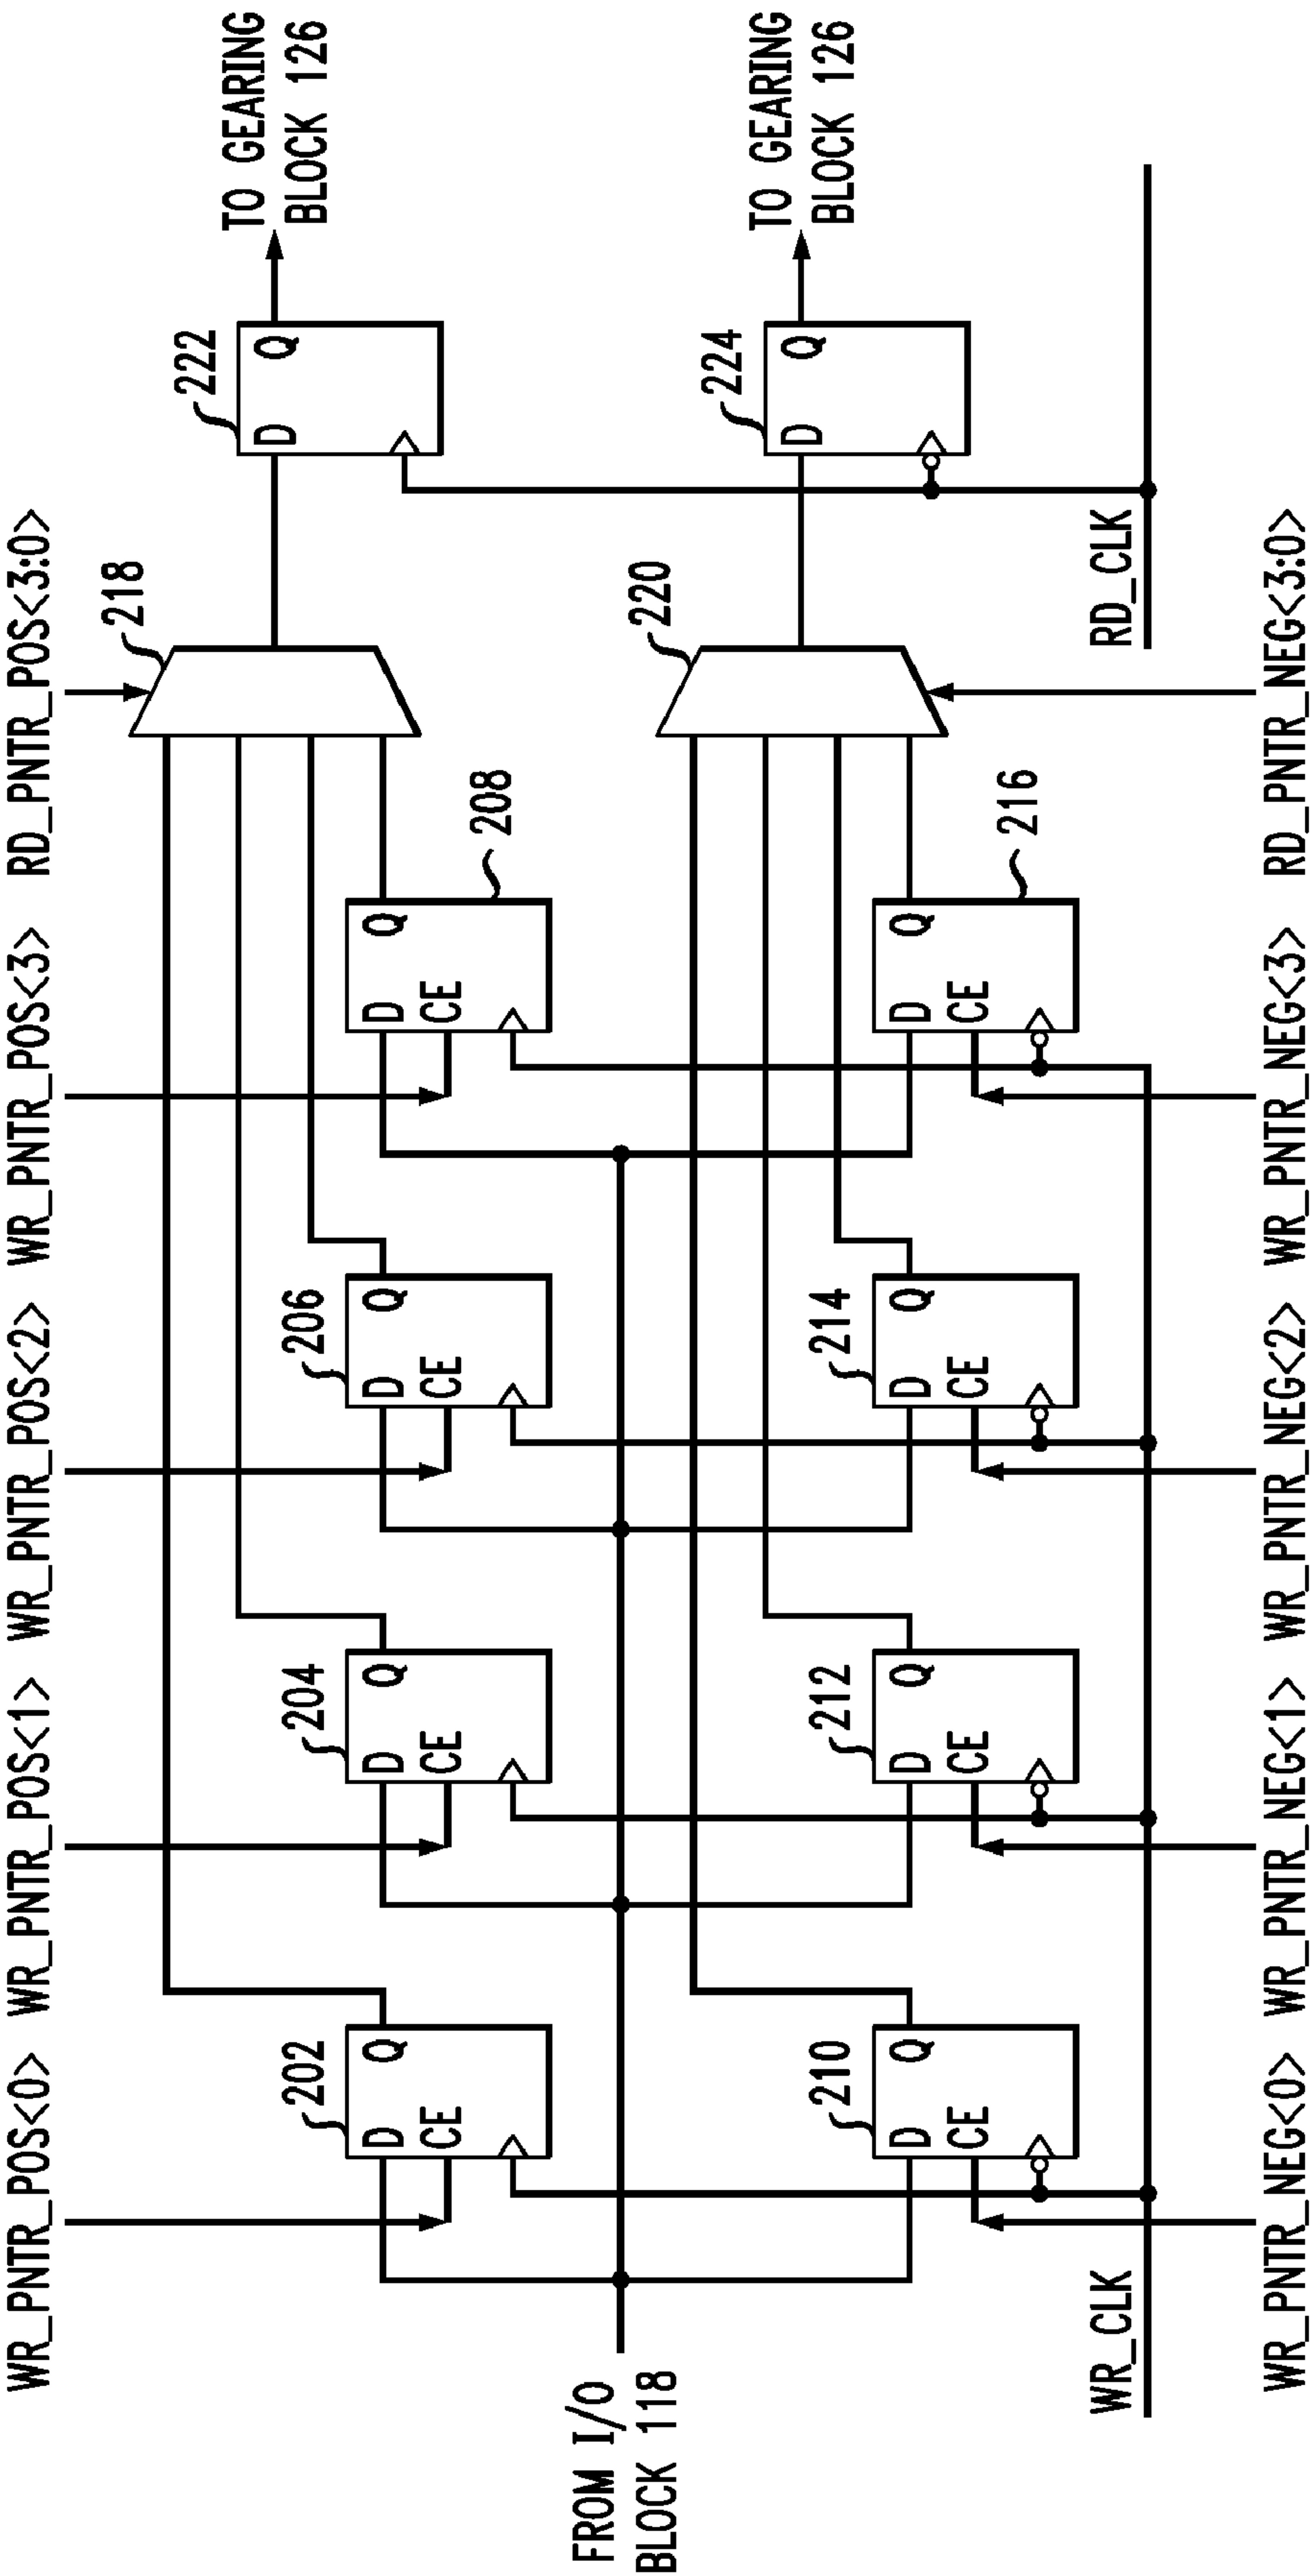 WR_PNTR_POS<0> WR_PNTR_POS<1> WR_PNTR_POS<2> WR_PNTR_POS<3> RD_PNTR_POS<3:0>
218
222
TO GEARING
BLOCK 126
202
204
206
208
D Q
CE
D Q
CE
D Q
CE
D Q
CE
D Q
FROM I/O
BLOCK 118
220
224
TO GEARING
BLOCK 126
210
212
214
216
D Q
CE
D Q
CE
D Q
CE
D Q
CE
D Q
WR_CLK
RD_CLK
WR_PNTR_NEG<0> WR_PNTR_NEG<1> WR_PNTR_NEG<2> WR_PNTR_NEG<3> RD_PNTR_NEG<3:0>